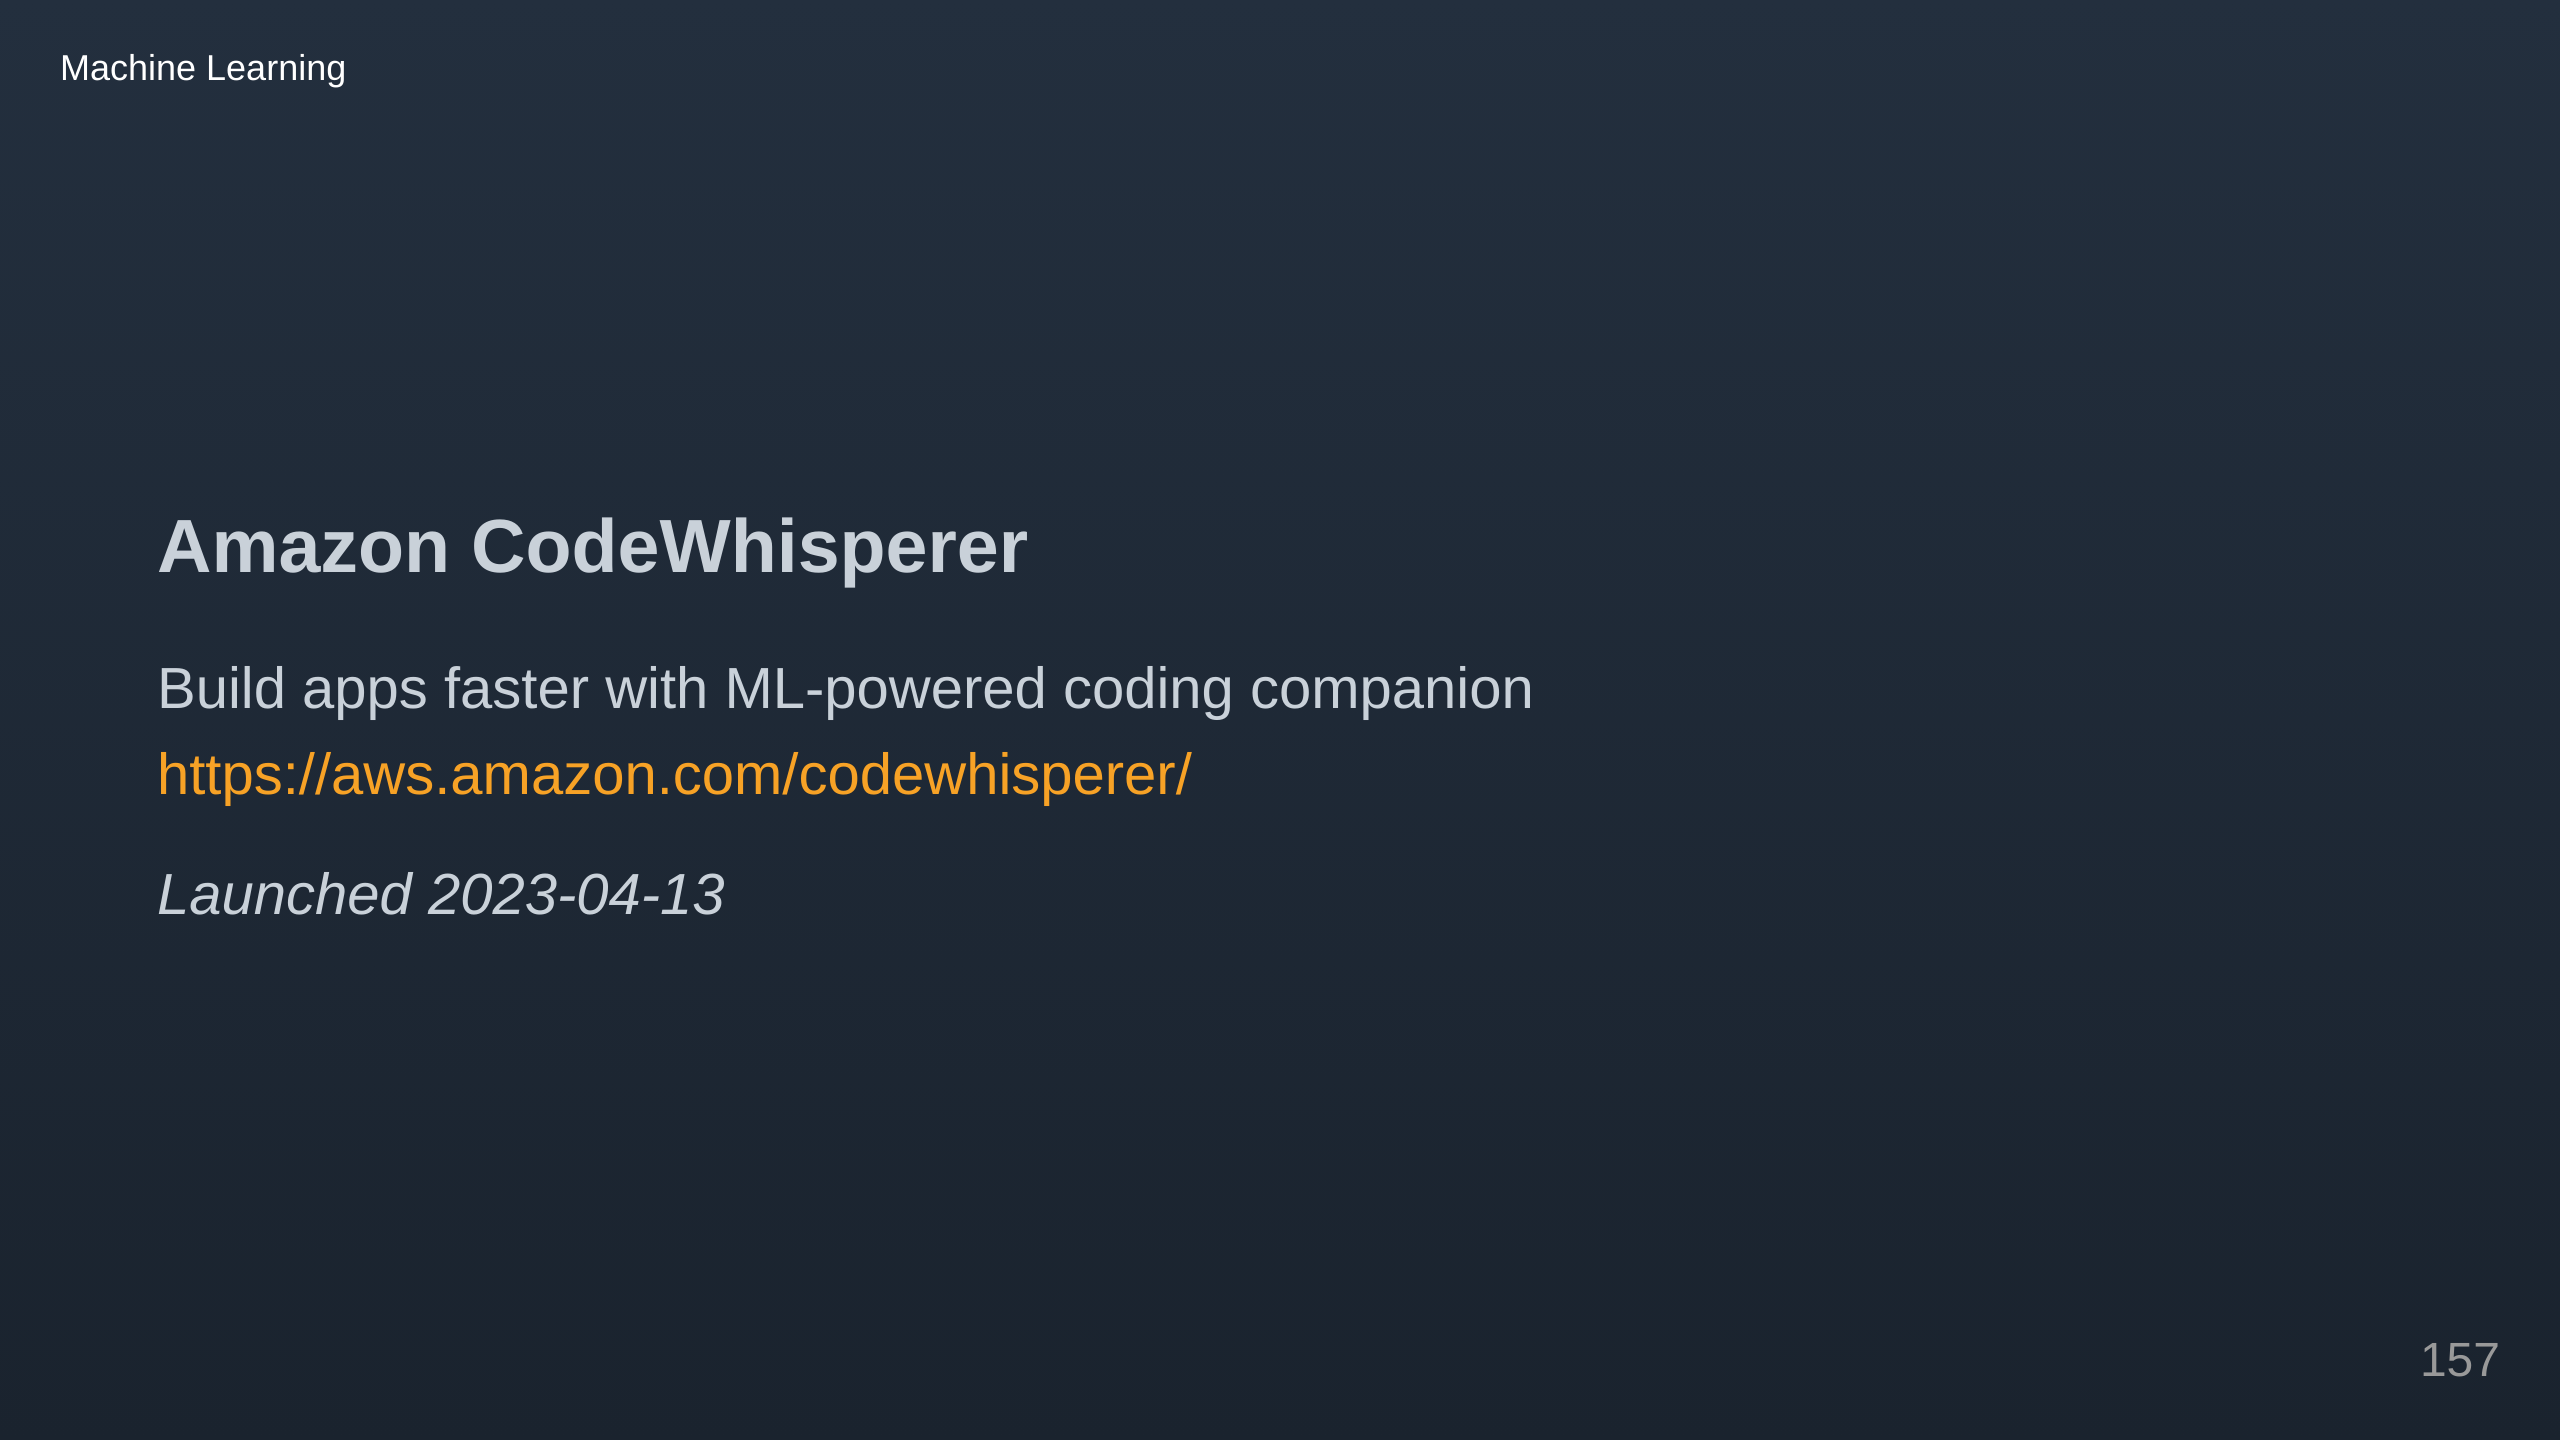 Machine Learning
Amazon CodeWhisperer
Build apps faster with ML-powered coding companion
https://aws.amazon.com/codewhisperer/
Launched 2023-04-13
157